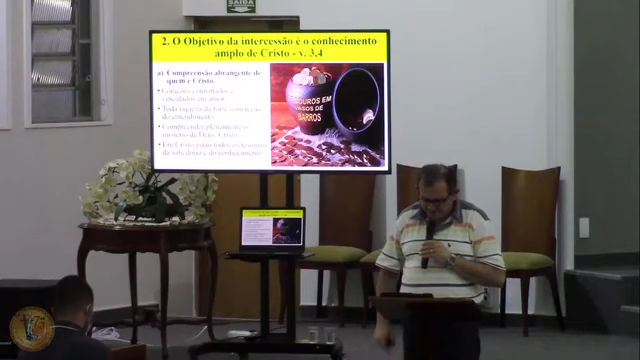 SAÍDA
2. O Objetivo da intercessão é o conhecimento
amplo de Cristo - v. 3,4
a) Compreensão abrangente de
quem é Cristo.
• Corações confortados e
vinculados em amor
• Toda riqueza da forte convicção
do entendimento
• Compreender plenamente o
mistério de Deus, Cristo
• Em Cristo estão todos os tesouros
da sabedoria e do conhecimento
TESOUROS EM
VASOS DE
BARROS